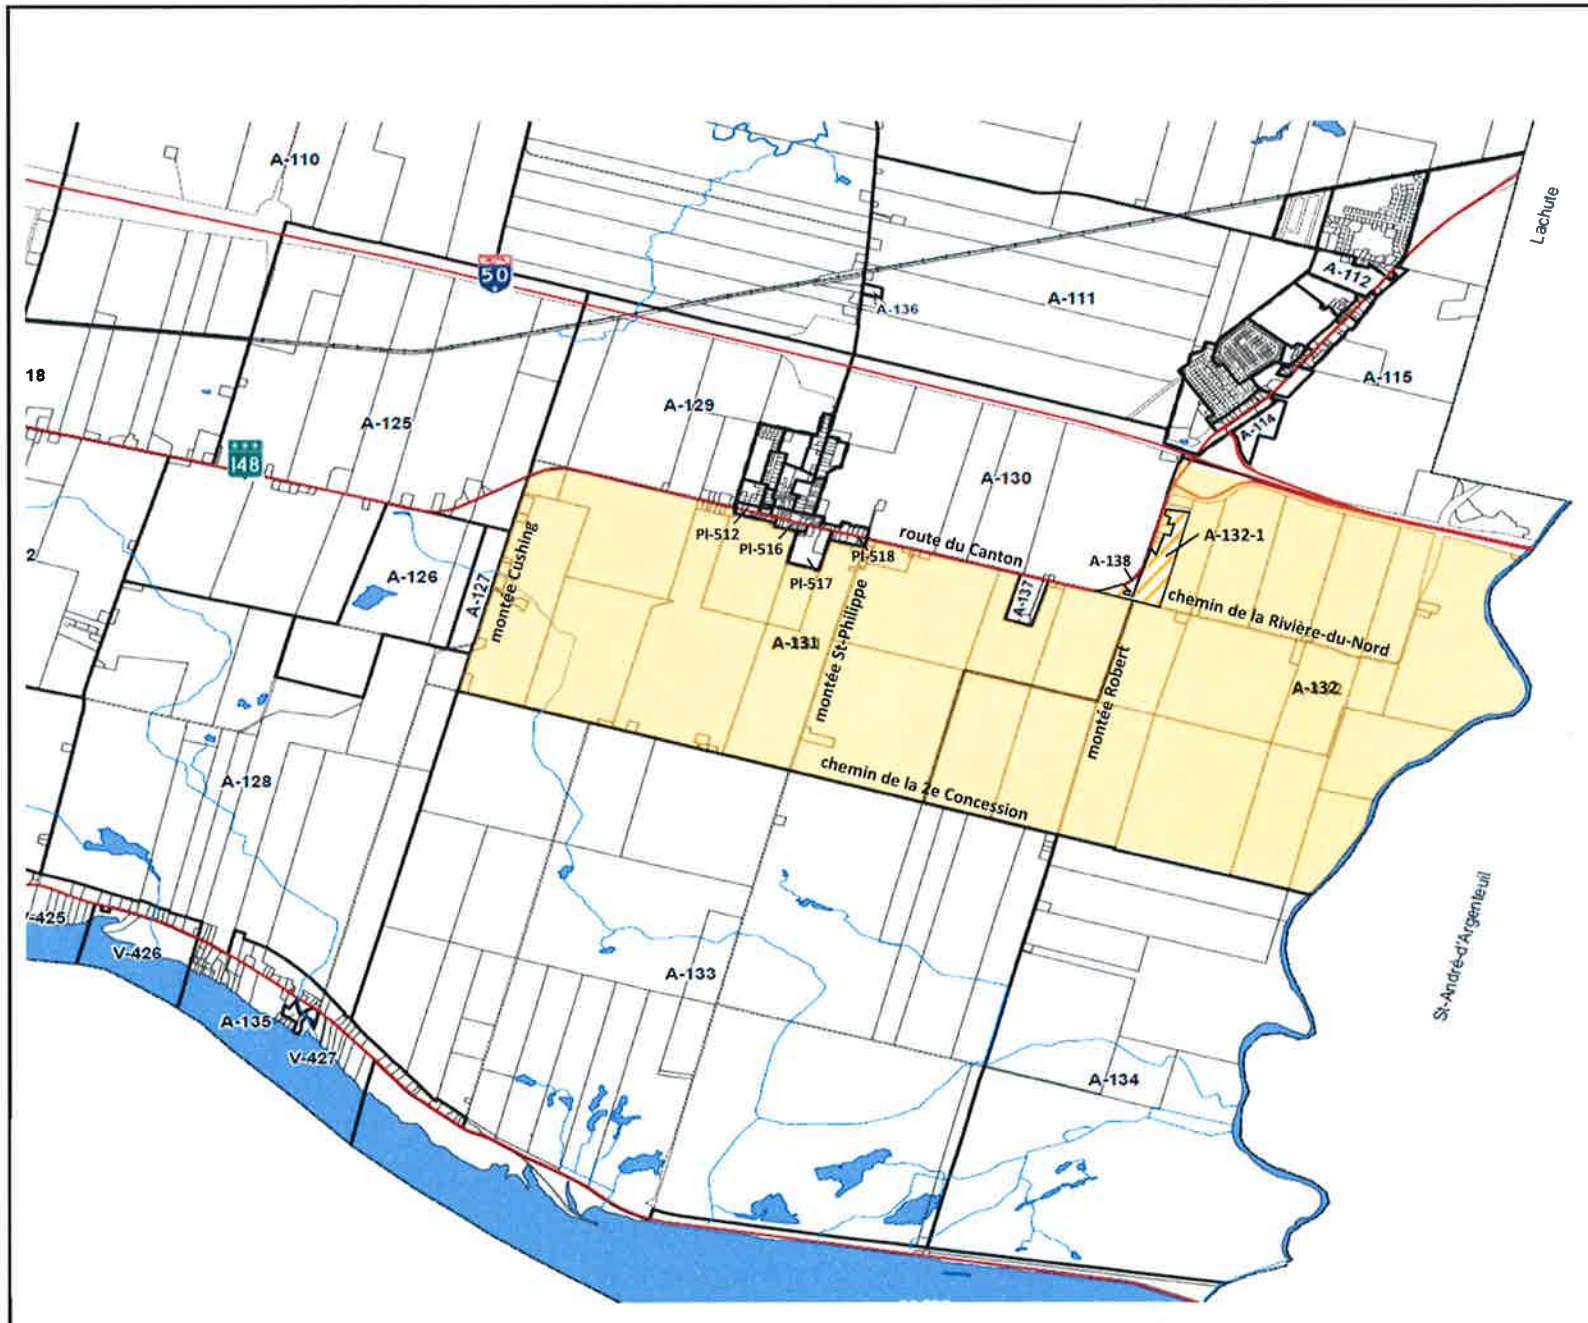 A-110
Lachute
50
A-112
A-111
A-136
18
A-115
A-129
A-125
A-114
148
A-130
A-132-1
PI-512
route du Canton
PI-516
PI-518
A-138
2
A-126
A-127
montée Cushing
PI-517
A-137
chemin de la Rivière-du-Nord
A-131
montée St-Philippe
A-132
montée Robert
A-128
chemin de la 2e Concession
-425
V-426
A-133
St-André-d'Argenteuil
A-135
V-427
A-134